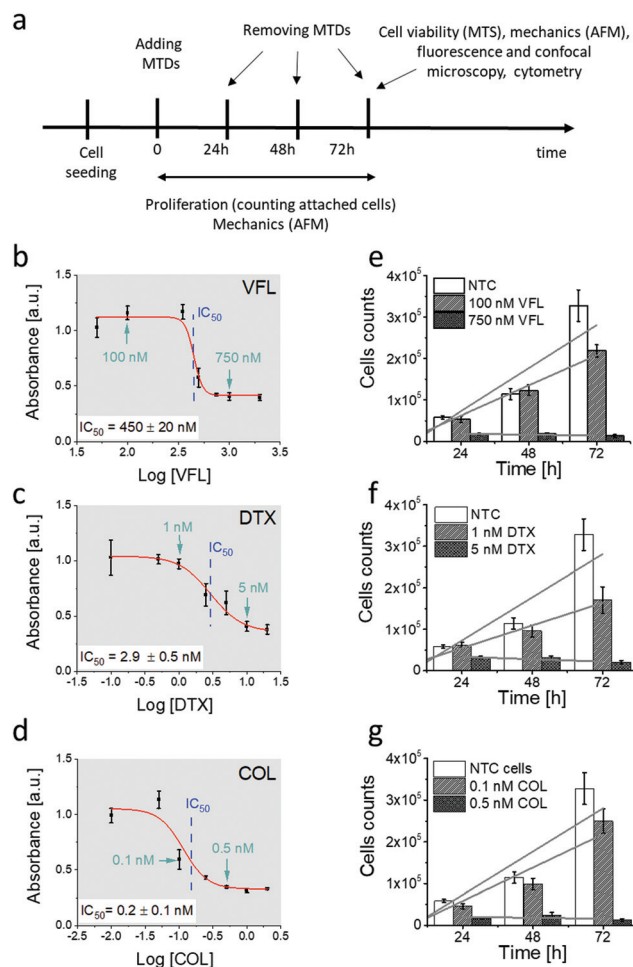 a
Adding
MTDs
Removing MTDs
Cell viability (MTS), mechanics (AFM),
fluorescence and confocal
microscopy, cytometry
Cell
seeding
0
24h
48h
72h
time
Proliferation (counting attached cells)
Mechanics (AFM)
b
VFL
Absorbance [a.u.]
1.5
1.0
0.5
0.0
IC50
100 nM
750 nM
IC50 = 450 ± 20 nM
1.5 2.0 2.5 3.0 3.5
Log [VFL]
c
DTX
Absorbance [a.u.]
1.5
1.0
0.5
0.0
1 nM
IC50
5 nM
IC50 = 2.9 ± 0.5 nM
-1.5 -1.0 -0.5 0.0 0.5 1.0 1.5
Log [DTX]
d
COL
Absorbance [a.u.]
1.5
1.0
0.5
0.0
IC50
0.1 nM
0.5 nM
IC50= 0.2 ± 0.1 nM
-2.0 -1.5 -1.0 -0.5 0.0 0.5
Log [COL]
e
Cells counts
4x10^5
3x10^5
2x10^5
1x10^5
0
NTC
100 nM VFL
750 nM VFL
24 48 72
Time [h]
f
Cells counts
4x10^5
3x10^5
2x10^5
1x10^5
0
NTC
1 nM DTX
5 nM DTX
24 48 72
Time [h]
g
Cells counts
4x10^5
3x10^5
2x10^5
1x10^5
0
NTC cells
0.1 nM COL
0.5 nM COL
24 48 72
Time [h]